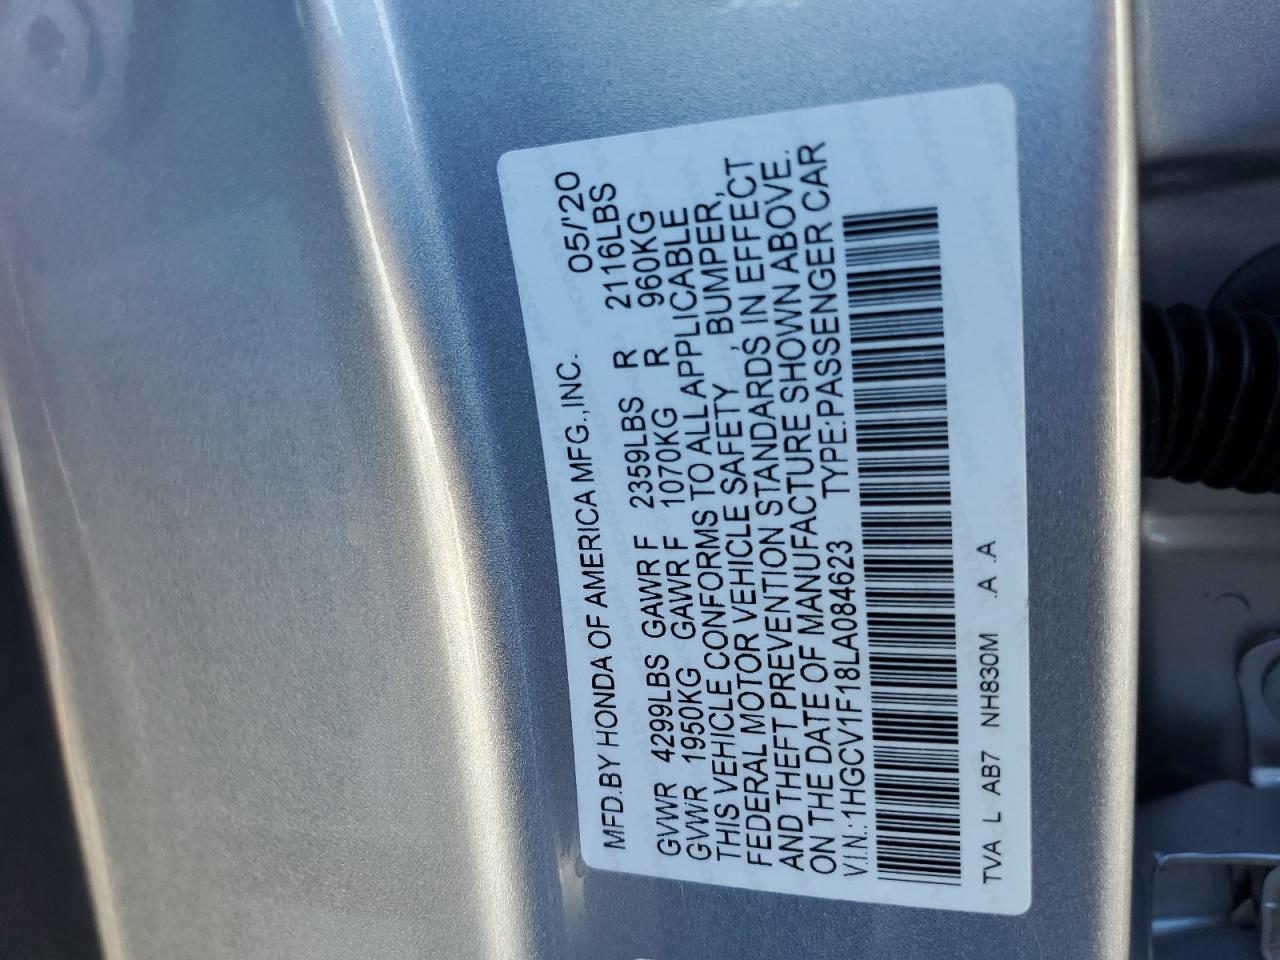 MFD.BY HONDA OF AMERICA MFG.,INC. 05/'20
GVWR 4299LBS GAWR F 2359LBS R 2116LBS
GVWR 1950KG GAWR F 1070KG R 960KG
THIS VEHICLE CONFORMS TO ALL APPLICABLE
FEDERAL MOTOR VEHICLE SAFETY, BUMPER,
AND THEFT PREVENTION STANDARDS IN EFFECT
ON THE DATE OF MANUFACTURE SHOWN ABOVE.
V.I.N.:1HGCV1F18LA084623 TYPE:PASSENGER CAR
TVA L AB7 NH830M .A .A